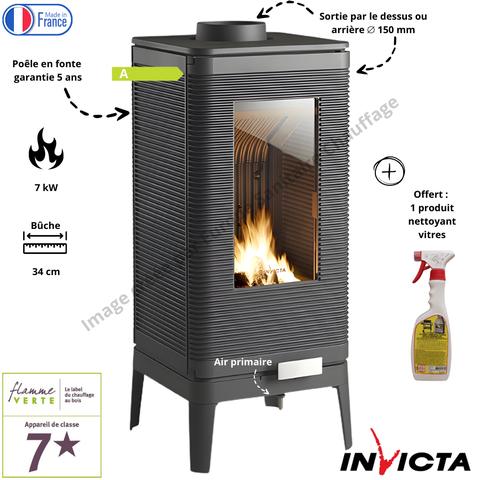 Made in
France
Sortie par le dessus ou
arrière ∅ 150 mm
Poêle en fonte
garantie 5 ans
A
7 kW
Bûche
34 cm
Offert :
1 produit
nettoyant
vitres
INVICTA
Air primaire
flamme
VERTE
Le label
du chauffage
au bois
Appareil de classe
7★
INVICTA